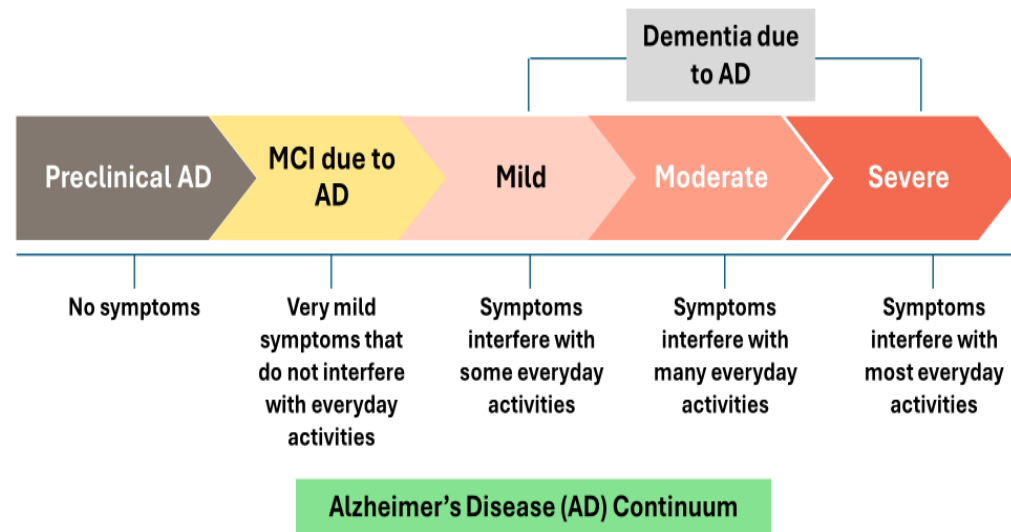 Dementia due
to AD
Preclinical AD
MCI due to
AD
Mild
Moderate
Severe
No symptoms
Very mild
symptoms that
do not interfere
with everyday
activities
Symptoms
interfere with
some everyday
activities
Symptoms
interfere with
many everyday
activities
Symptoms
interfere with
most everyday
activities
Alzheimer’s Disease (AD) Continuum